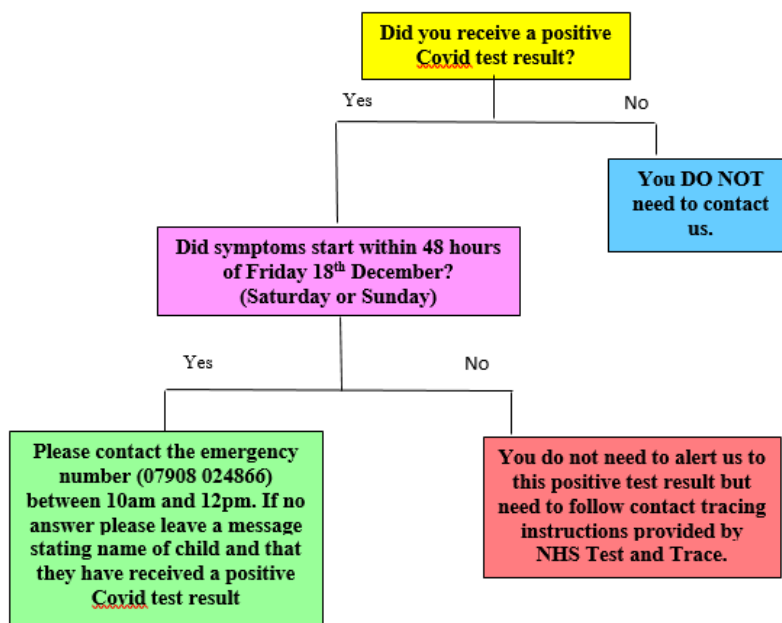 Did you receive a positive
Covid test result?
Yes
No
You DO NOT
need to contact
us.
Did symptoms start within 48 hours
of Friday 18th December?
(Saturday or Sunday)
Yes
No
Please contact the emergency
number (07908 024866)
between 10am and 12pm. If no
answer please leave a message
stating name of child and that
they have received a positive
Covid test result
You do not need to alert us to
this positive test result but
need to follow contact tracing
instructions provided by
NHS Test and Trace.